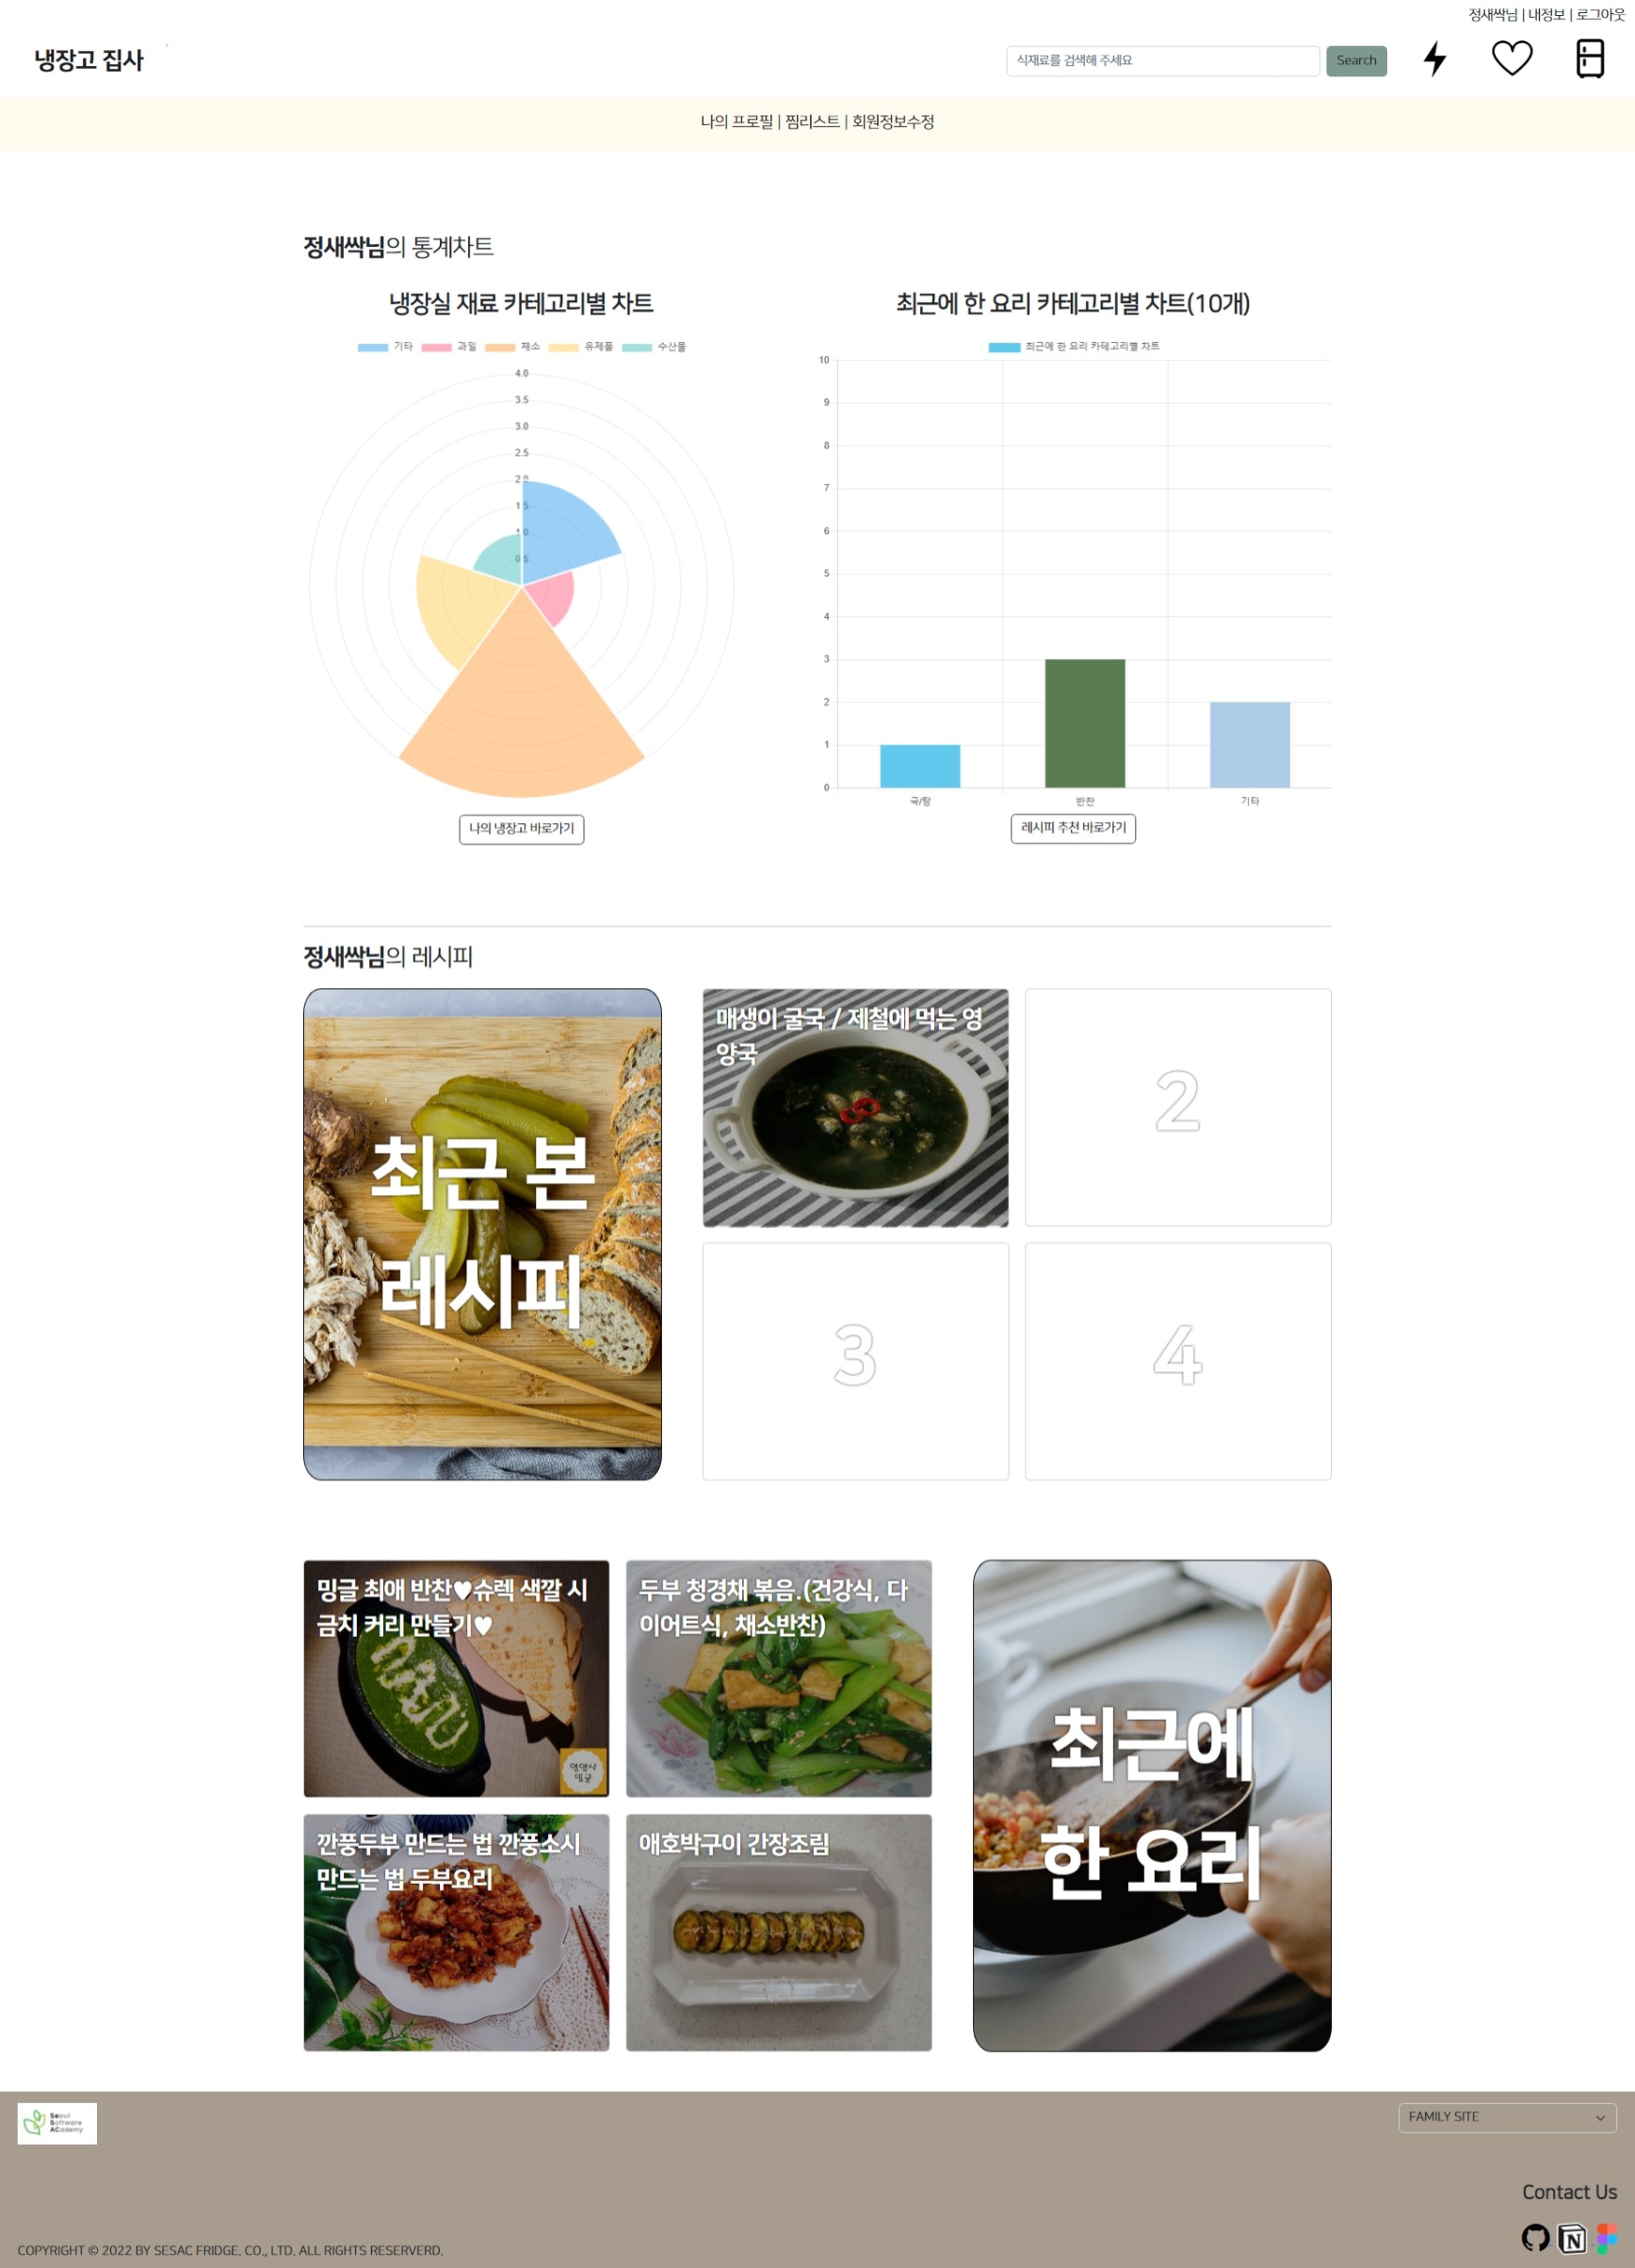 정새싹님 | 내정보 | 로그아웃
냉장고 집사
식재료를 검색해 주세요
Search
나의 프로필 | 찜리스트 | 회원정보수정
정새싹님의 통계차트
냉장실 재료 카테고리별 차트
기타 과일 채소 유제품 수산물
4.0
3.5
3.0
2.5
2.0
1.5
1.0
0.5
나의 냉장고 바로가기
최근에 한 요리 카테고리별 차트(10개)
최근에 한 요리 카테고리별 차트
10
9
8
7
6
5
4
3
2
1
0
국/탕 반찬 기타
레시피 추천 바로가기
정새싹님의 레시피
최근 본
레시피
매생이 굴국 / 제철에 먹는 영
양국
2
3
4
밍글 최애 반찬♥슈렉 색깔 시
금치 커리 만들기♥
영양사
두부 청경채 볶음.(건강식, 다
이어트식, 채소반찬)
깐풍두부 만드는 법 깐풍소시
만드는 법 두부요리
애호박구이 간장조림
최근에
한 요리
Seoul
Software
ACademy
FAMILY SITE
Contact Us
N
COPYRIGHT © 2022 BY SESAC FRIDGE. CO., LTD. ALL RIGHTS RESERVERD.